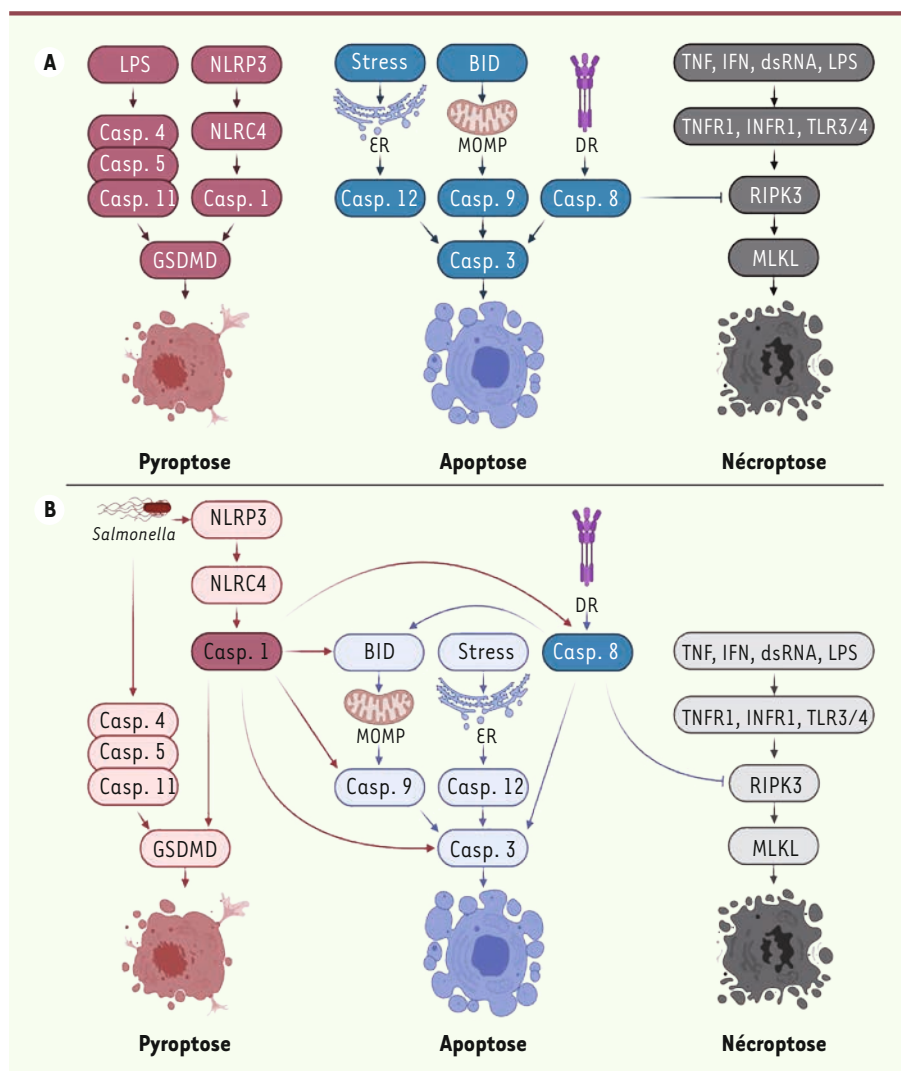 A
LPS
NLRP3
Stress
BID
TNF, IFN, dsRNA, LPS
Casp. 4
NLRC4
ER
MOMP
DR
TNFR1, INFR1, TLR3/4
Casp. 5
Casp. 11
Casp. 1
Casp. 12
Casp. 9
Casp. 8
RIPK3
GSDMD
Casp. 3
MLKL
Pyroptose
Apoptose
Nécroptose
B
Salmonella
NLRP3
NLRC4
DR
Casp. 1
BID
Stress
Casp. 8
TNF, IFN, dsRNA, LPS
Casp. 4
MOMP
ER
TNFR1, INFR1, TLR3/4
Casp. 5
Casp. 11
Casp. 9
Casp. 12
RIPK3
GSDMD
Casp. 3
MLKL
Pyroptose
Apoptose
Nécroptose